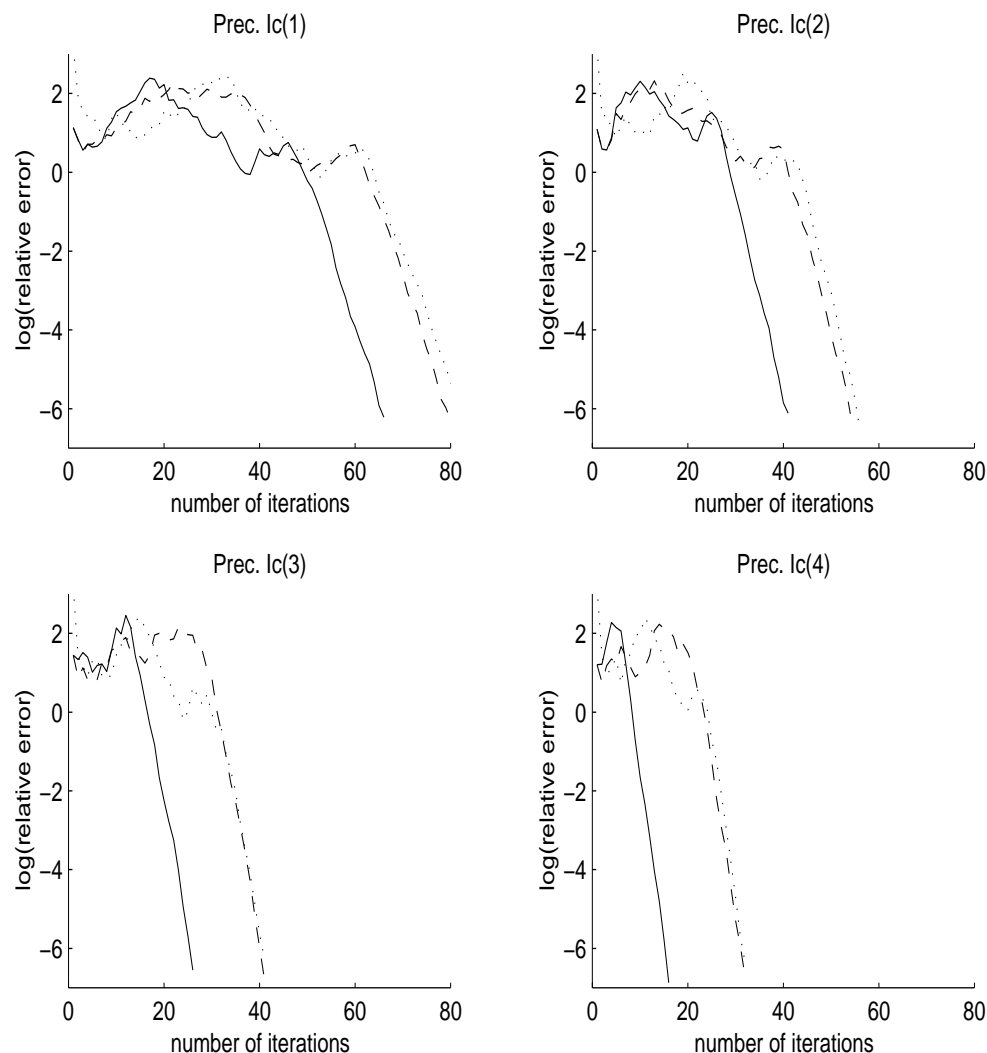 Prec. Ic(1)
log(relative error)
2
0
−2
−4
−6
0 20 40 60 80
number of iterations
Prec. Ic(2)
log(relative error)
2
0
−2
−4
−6
0 20 40 60 80
number of iterations
Prec. Ic(3)
log(relative error)
2
0
−2
−4
−6
0 20 40 60 80
number of iterations
Prec. Ic(4)
log(relative error)
2
0
−2
−4
−6
0 20 40 60 80
number of iterations